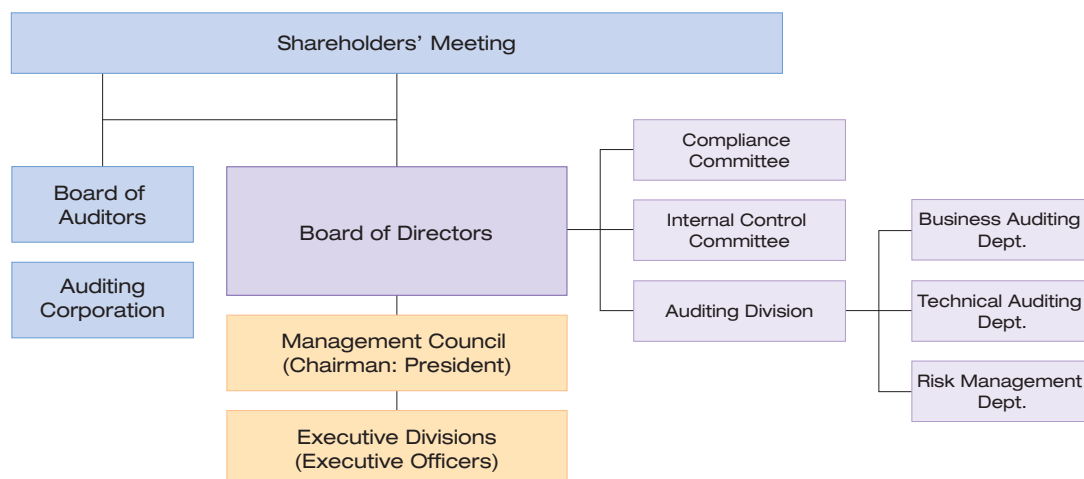 Shareholders’ Meeting
Board of
Auditors
Auditing
Corporation
Board of Directors
Management Council
(Chairman: President)
Executive Divisions
(Executive Officers)
Compliance
Committee
Internal Control
Committee
Auditing Division
Business Auditing
Dept.
Technical Auditing
Dept.
Risk Management
Dept.